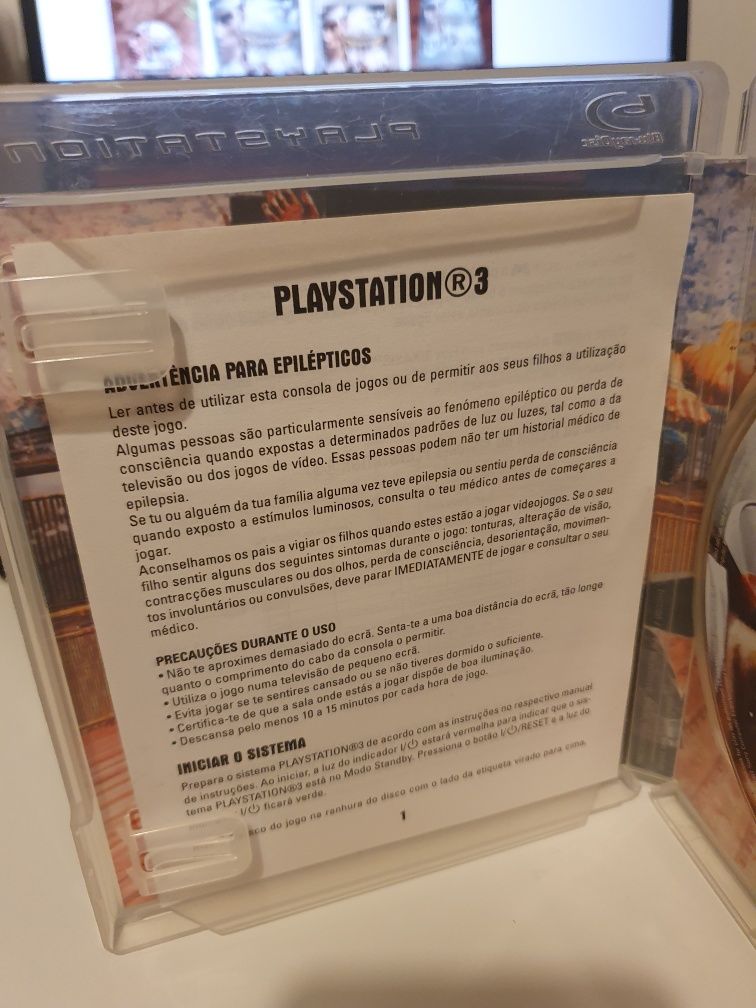 PLAYSTATION
Blu-ray Disc
PLAYSTATION®3
ADVERTÊNCIA PARA EPILÉPTICOS
Ler antes de utilizar esta consola de jogos ou de permitir aos seus filhos a utilização
deste jogo.
Algumas pessoas são particularmente sensíveis ao fenómeno epiléptico ou perda de
consciência quando expostas a determinados padrões de luz ou luzes, tal como a da
televisão ou dos jogos de vídeo. Essas pessoas podem não ter um historial médico de
epilepsia.
Se tu ou alguém da tua família alguma vez teve epilepsia ou sentiu perda de consciência
quando exposto a estímulos luminosos, consulta o teu médico antes de começares a
jogar.
Aconselhamos os pais a vigiar os filhos quando estes estão a jogar videojogos. Se o seu
filho sentir alguns dos seguintes sintomas durante o jogo: tonturas, alteração de visão,
contracções musculares ou dos olhos, perda de consciência, desorientação, movimen-
tos involuntários ou convulsões, deve parar IMEDIATAMENTE de jogar e consultar o seu
médico.
PRECAUÇÕES DURANTE O USO
• Não te aproximes demasiado do ecrã. Senta-te a uma boa distância do ecrã, tão longe
quanto o comprimento do cabo da consola o permitir.
• Utiliza o jogo numa televisão de pequeno ecrã.
• Evita jogar se te sentires cansado ou se não tiveres dormido o suficiente.
• Certifica-te de que a sala onde estás a jogar dispõe de boa iluminação.
• Descansa pelo menos 10 a 15 minutos por cada hora de jogo.
INICIAR O SISTEMA
Prepara o sistema PLAYSTATION®3 de acordo com as instruções no respectivo manual
de instruções. Ao iniciar, a luz do indicador I/⏻ estará vermelha para indicar que o sis-
tema PLAYSTATION®3 está no Modo Standby. Pressiona o botão I/⏻/RESET e a luz do
I/⏻ ficará verde.
do jogo na ranhura do disco com o lado da etiqueta virado para cima.
1